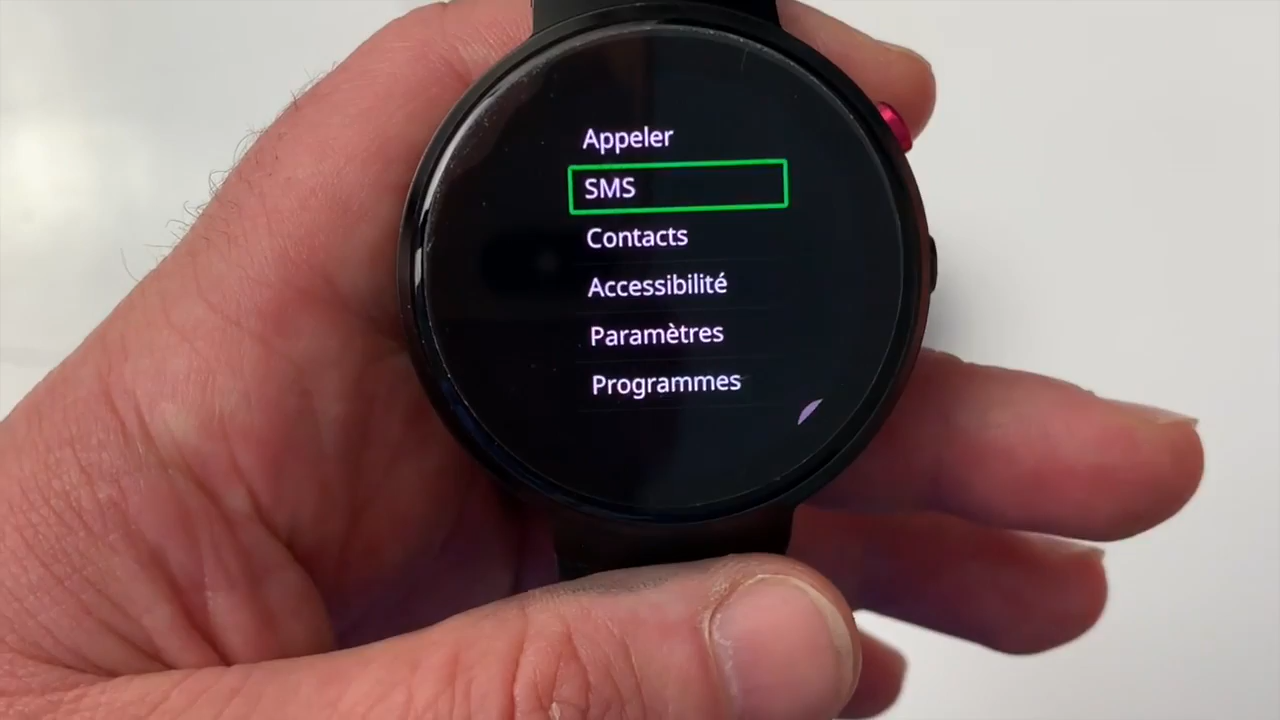 Appeler
SMS
Contacts
Accessibilité
Paramètres
Programmes